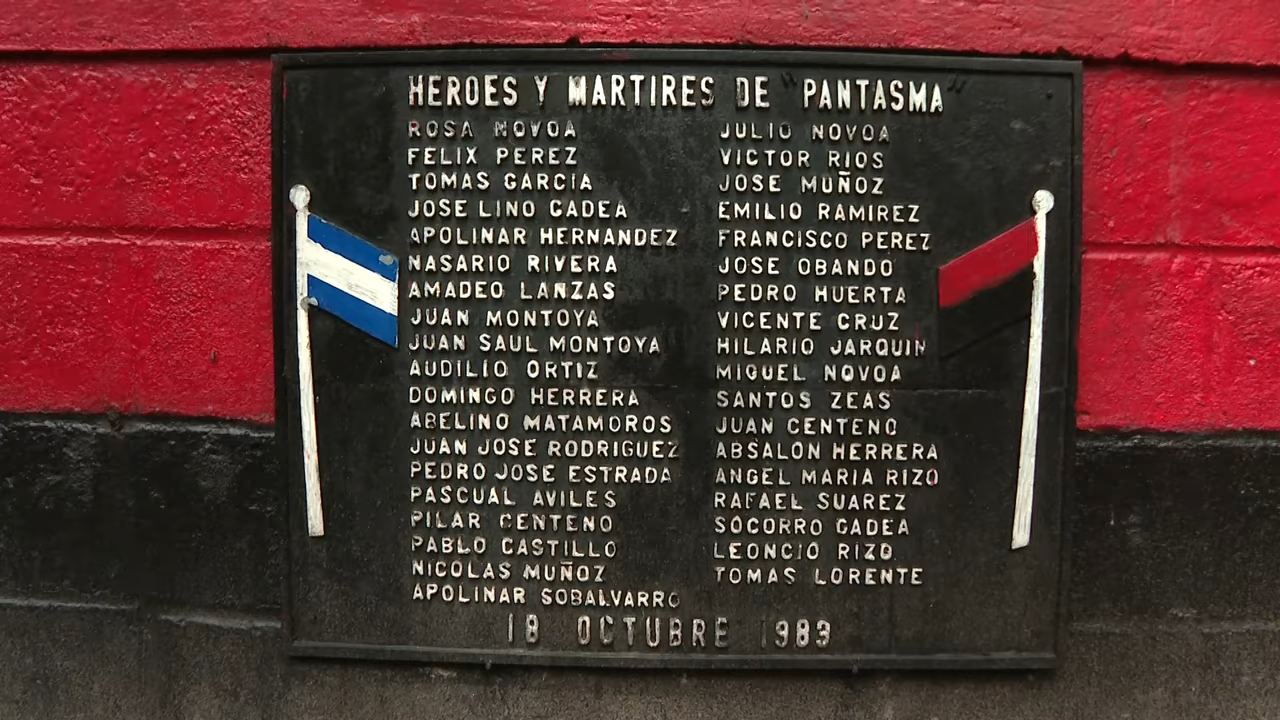 HEROES Y MARTIRES DE "PANTASMA"
ROSA NOVOA
FELIX PEREZ
TOMAS GARCIA
JOSE LINO GADEA
APOLINAR HERNANDEZ
NASARIO RIVERA
AMADEO LANZAS
JUAN MONTOYA
JUAN SAUL MONTOYA
AUDILIO ORTIZ
DOMINGO HERRERA
ABELINO MATAMOROS
JUAN JOSE RODRIGUEZ
PEDRO JOSE ESTRADA
PASCUAL AVILES
PILAR CENTENO
PABLO CASTILLO
NICOLAS MUÑOZ
APOLINAR SOBALVARRO
JULIO NOVOA
VICTOR RIOS
JOSE MUÑOZ
EMILIO RAMIREZ
FRANCISCO PEREZ
JOSE OBANDO
PEDRO HUERTA
VICENTE CRUZ
HILARIO JARQUIN
MIGUEL NOVOA
SANTOS ZEAS
JUAN CENTENO
ABSALON HERRERA
ANGEL MARIA RIZO
RAFAEL SUAREZ
SOCORRO GADEA
LEONCIO RIZO
TOMAS LORENTE
18 OCTUBRE 1983